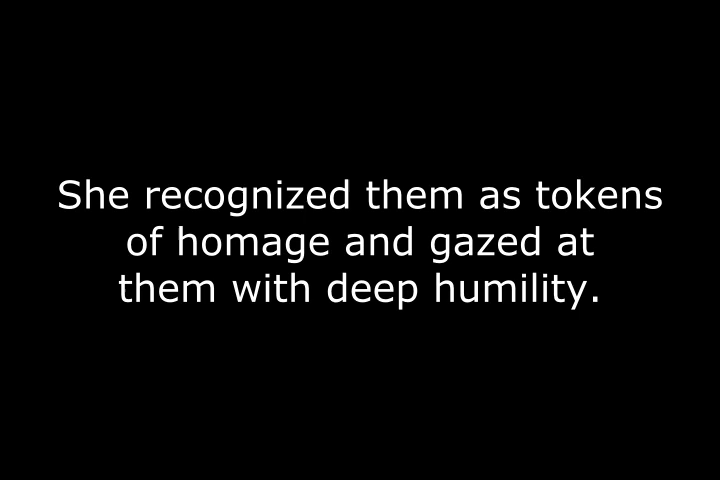 She recognized them as tokens
of homage and gazed at
them with deep humility.